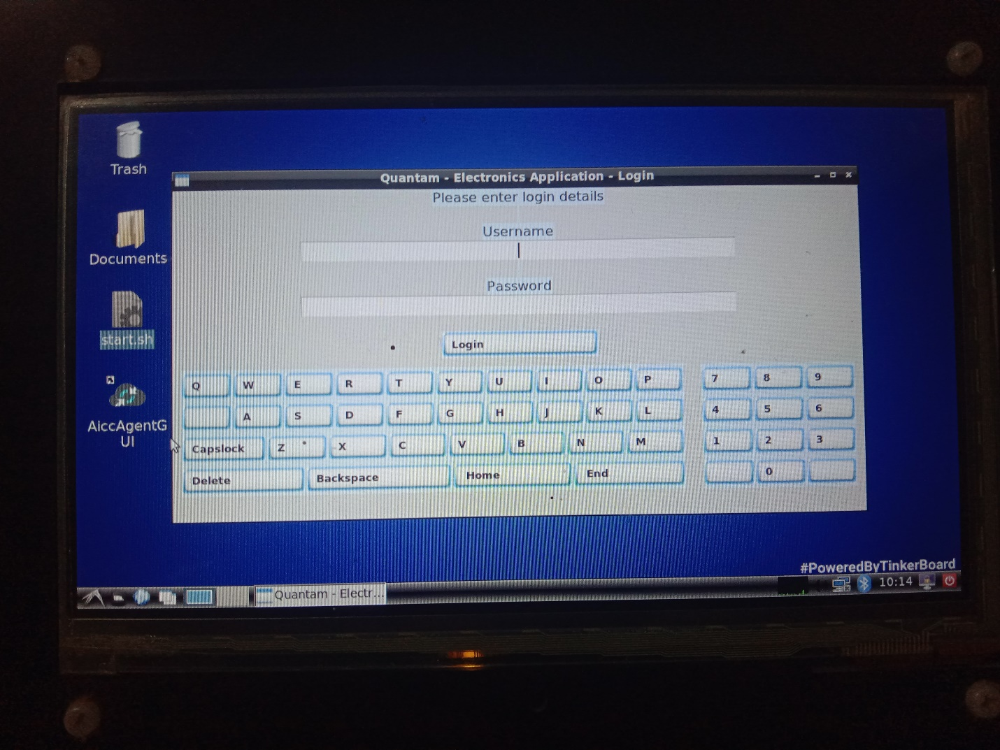 Trash
Documents
start.sh
AiccAgentG
UI
Quantam - Electronics Application - Login
Please enter login details
Username
Password
Login
Q W E R T Y U I O P 7 8 9
A S D F G H J K L 4 5 6
Capslock Z X C V B N M 1 2 3
Delete Backspace Home End 0
#PoweredByTinkerBoard
Quantam - Electr...
10:14